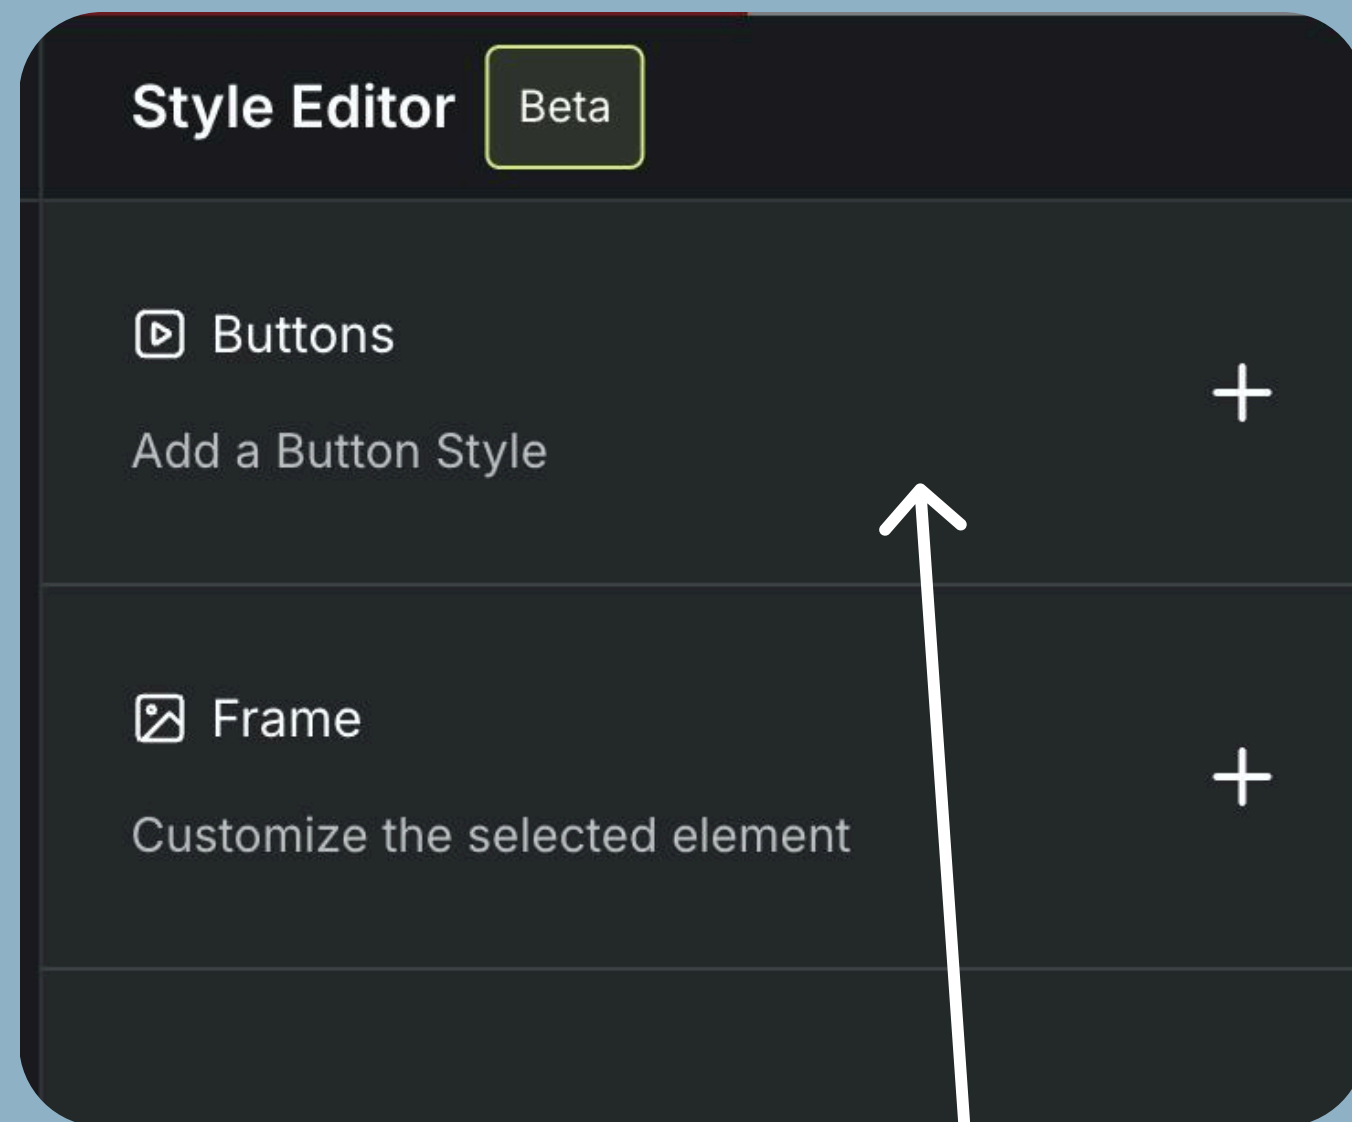 Style Editor Beta
Buttons
Add a Button Style
Frame
Customize the selected element